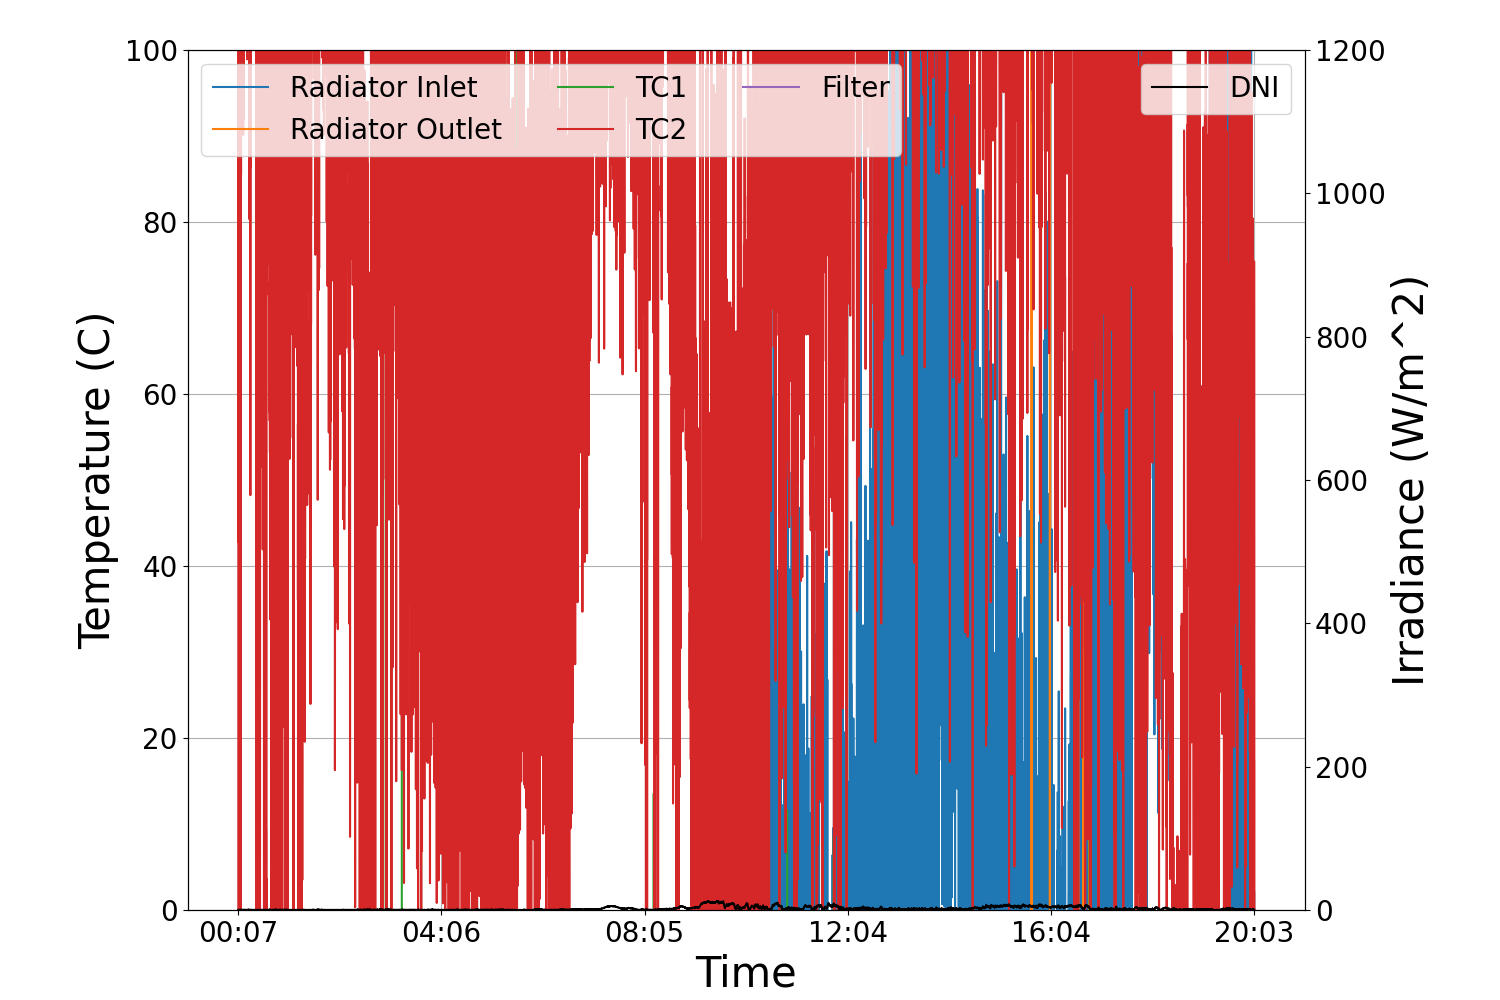 100
80
60
40
20
0
Temperature (C)
Radiator Inlet
Radiator Outlet
TC1
TC2
Filter
DNI
1200
1000
800
600
400
200
0
Irradiance (W/m^2)
00:07
04:06
08:05
12:04
16:04
20:03
Time